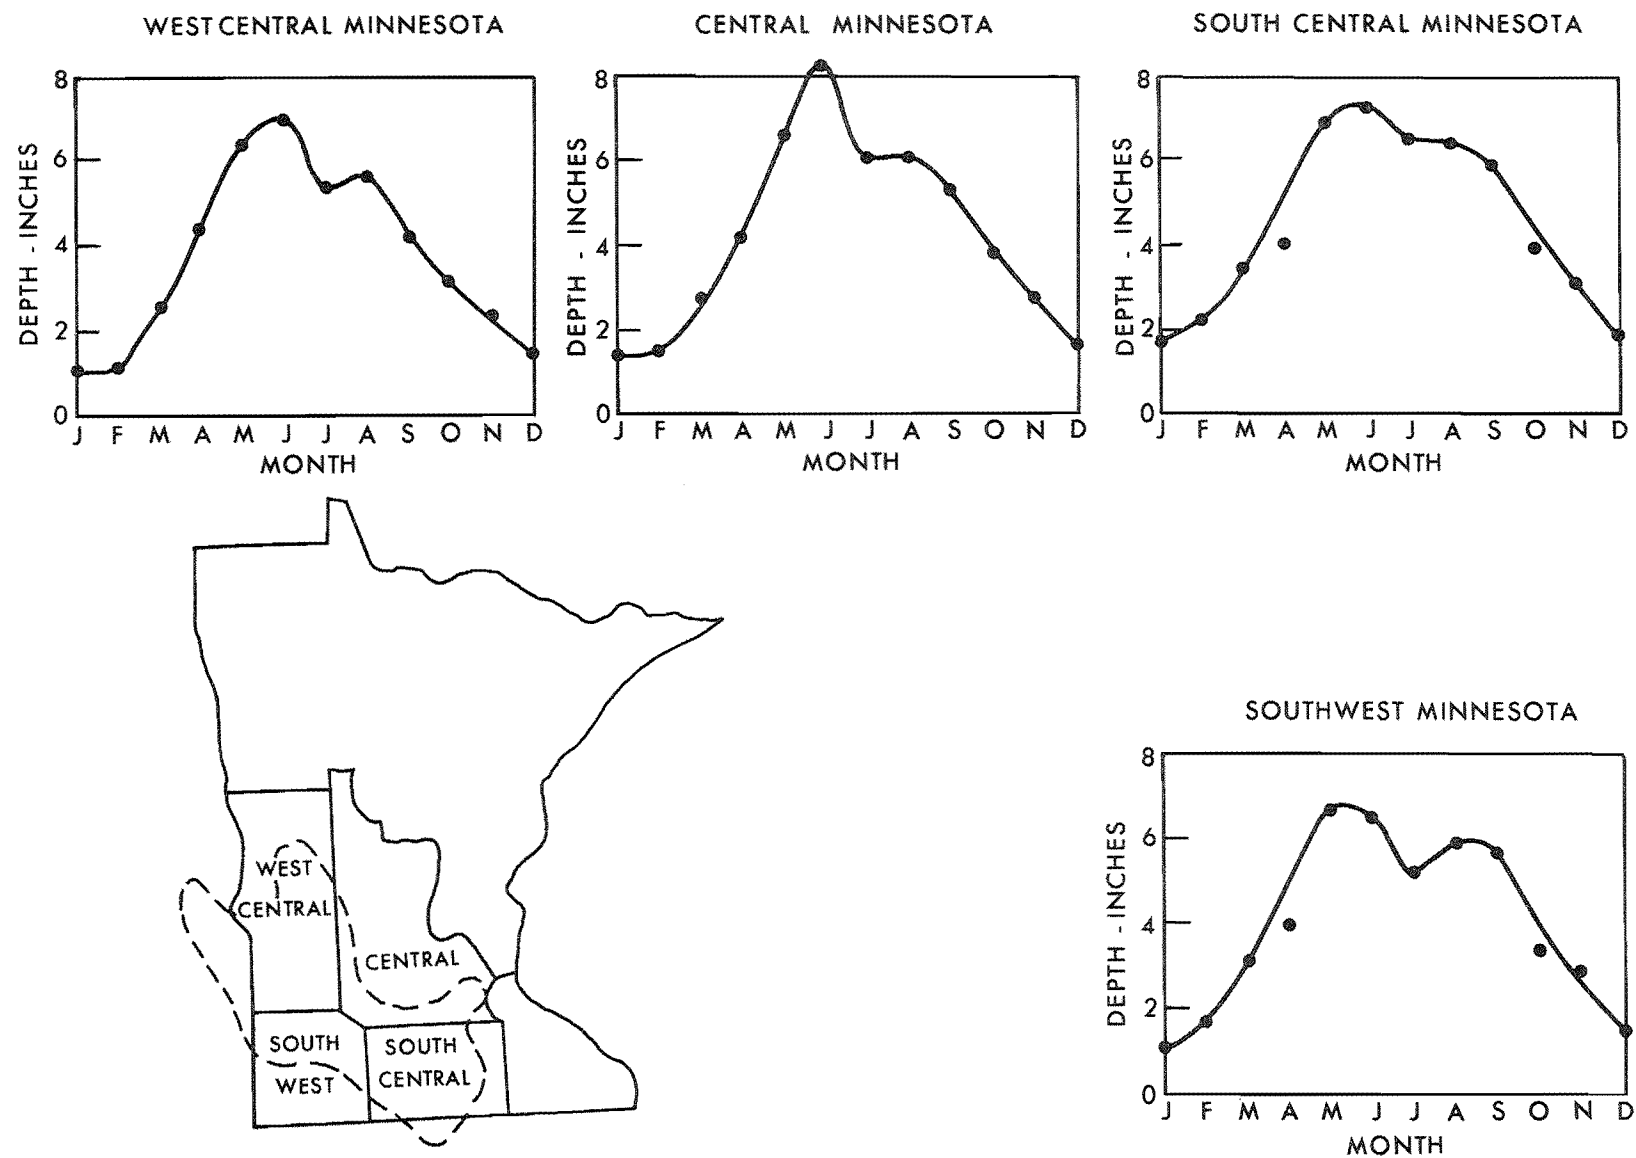 WEST CENTRAL MINNESOTA
8
6
4
2
0
DEPTH - INCHES
J F M A M J J A S O N D
MONTH
CENTRAL MINNESOTA
8
6
4
2
0
DEPTH - INCHES
J F M A M J J A S O N D
MONTH
SOUTH CENTRAL MINNESOTA
8
6
4
2
0
DEPTH - INCHES
J F M A M J J A S O N D
MONTH
WEST
CENTRAL
CENTRAL
SOUTH
WEST
SOUTH
CENTRAL
SOUTHWEST MINNESOTA
8
6
4
2
0
DEPTH - INCHES
J F M A M J J A S O N D
MONTH